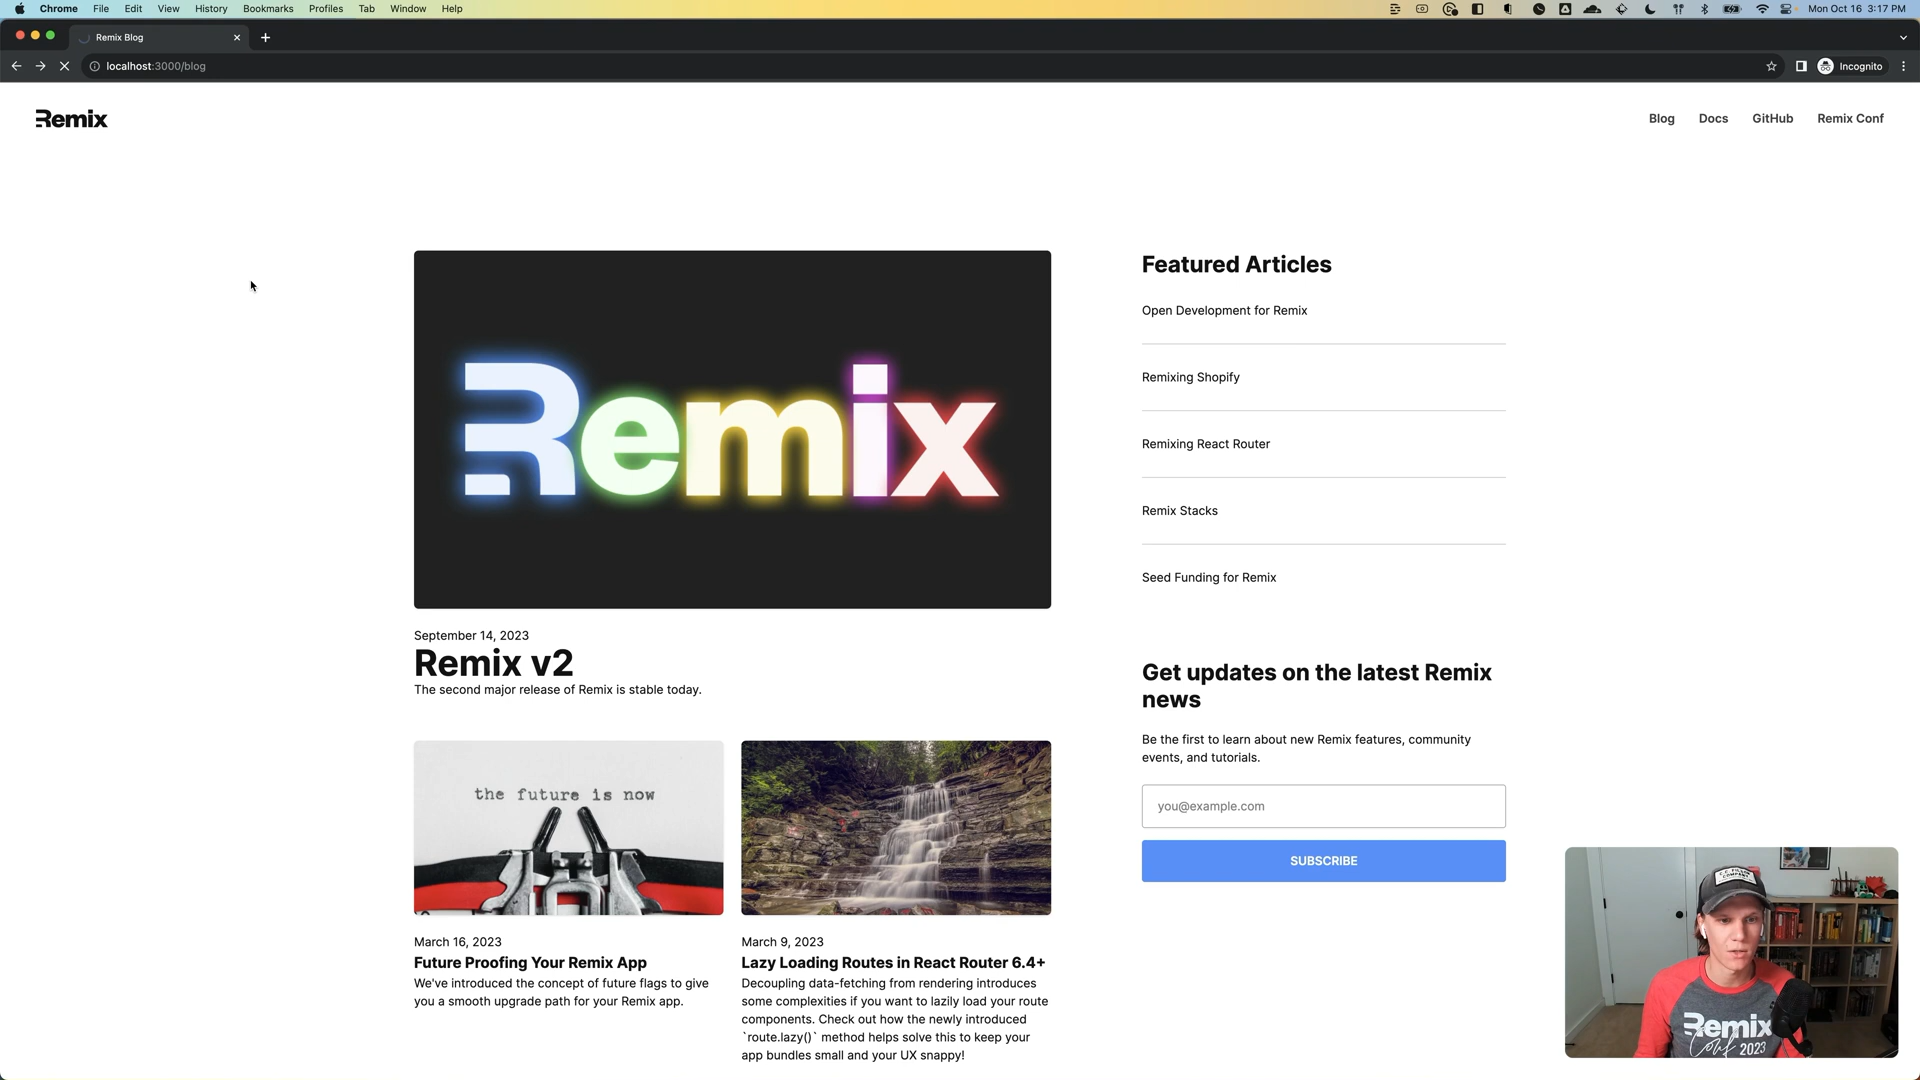 Chrome File Edit View History Bookmarks Profiles Tab Window Help
Mon Oct 16 3:17 PM
Remix Blog
localhost:3000/blog
Incognito
Remix
Blog Docs GitHub Remix Conf
Remix
September 14, 2023
Remix v2
The second major release of Remix is stable today.
the future is now
March 16, 2023
Future Proofing Your Remix App
We've introduced the concept of future flags to give
you a smooth upgrade path for your Remix app.
March 9, 2023
Lazy Loading Routes in React Router 6.4+
Decoupling data-fetching from rendering introduces
some complexities if you want to lazily load your route
components. Check out how the newly introduced
`route.lazy()` method helps solve this to keep your
app bundles small and your UX snappy!
Featured Articles
Open Development for Remix
Remixing Shopify
Remixing React Router
Remix Stacks
Seed Funding for Remix
Get updates on the latest Remix
news
Be the first to learn about new Remix features, community
events, and tutorials.
you@example.com
SUBSCRIBE
Remix
Conf 2023